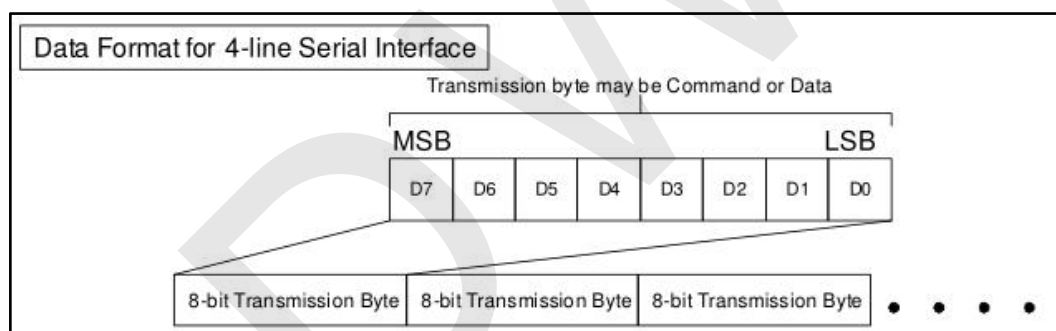 Data Format for 4-line Serial Interface
Transmission byte may be Command or Data
MSB LSB
D7 D6 D5 D4 D3 D2 D1 D0
8-bit Transmission Byte 8-bit Transmission Byte 8-bit Transmission Byte